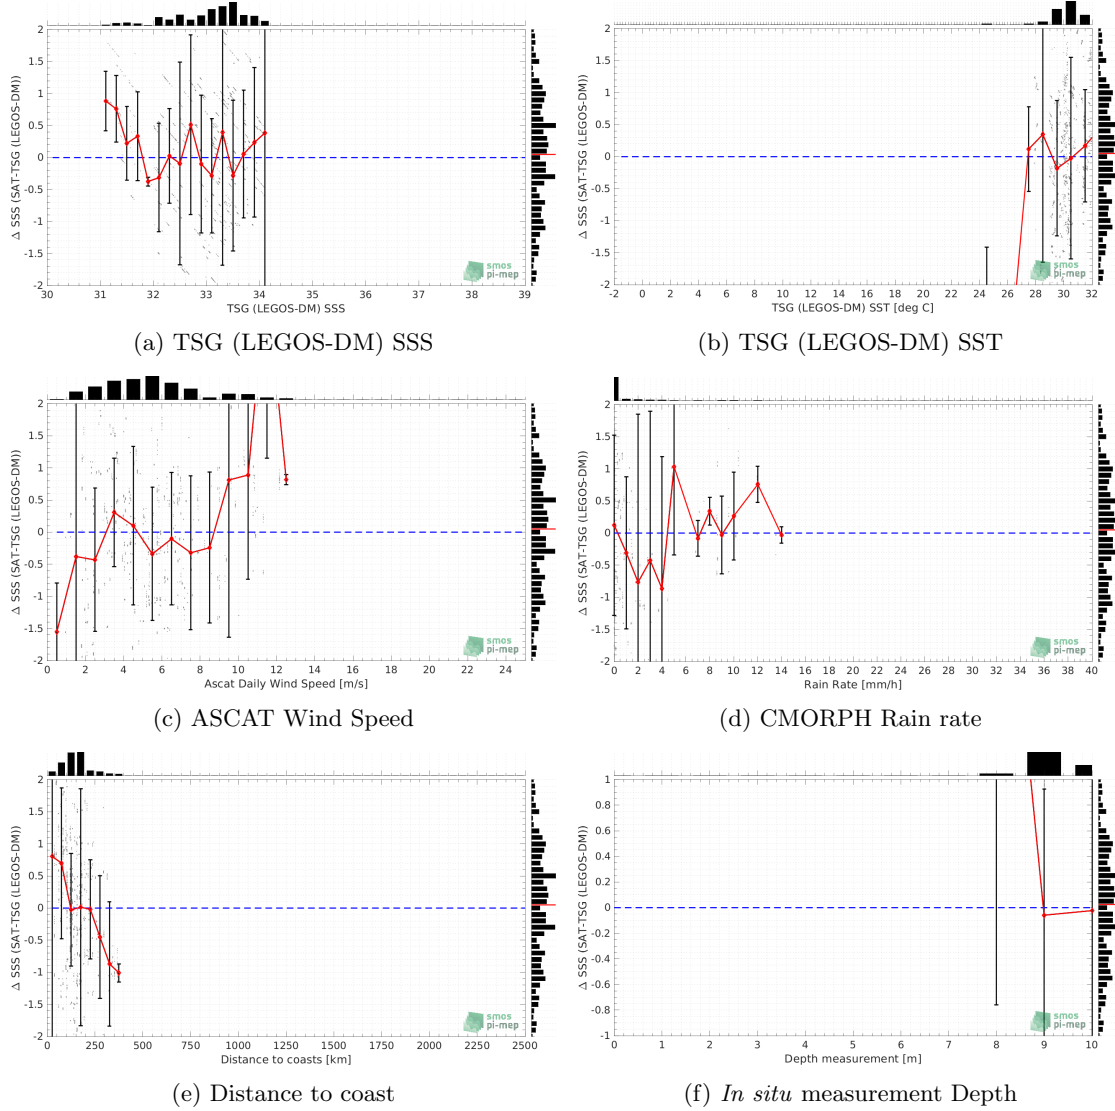 2
1.5
1
0.5
0
-0.5
-1
-1.5
-2
Δ SSS (SAT-TSG (LEGOS-DM))
30 31 32 33 34 35 36 37 38 39
TSG (LEGOS-DM) SSS
smos
pi-mep
(a) TSG (LEGOS-DM) SSS
2
1.5
1
0.5
0
-0.5
-1
-1.5
-2
Δ SSS (SAT-TSG (LEGOS-DM))
-2 0 2 4 6 8 10 12 14 16 18 20 22 24 26 28 30 32
TSG (LEGOS-DM) SST [deg C]
smos
pi-mep
(b) TSG (LEGOS-DM) SST
2
1.5
1
0.5
0
-0.5
-1
-1.5
-2
Δ SSS (SAT-TSG (LEGOS-DM))
0 2 4 6 8 10 12 14 16 18 20 22 24
Ascat Daily Wind Speed [m/s]
smos
pi-mep
(c) ASCAT Wind Speed
2
1.5
1
0.5
0
-0.5
-1
-1.5
-2
Δ SSS (SAT-TSG (LEGOS-DM))
0 2 4 6 8 10 12 14 16 18 20 22 24 26 28 30 32 34 36 38 40
Rain Rate [mm/h]
smos
pi-mep
(d) CMORPH Rain rate
2
1.5
1
0.5
0
-0.5
-1
-1.5
-2
Δ SSS (SAT-TSG (LEGOS-DM))
0 250 500 750 1000 1250 1500 1750 2000 2250 2500
Distance to coasts [km]
smos
pi-mep
(e) Distance to coast
1
0.8
0.6
0.4
0.2
0
-0.2
-0.4
-0.6
-0.8
-1
Δ SSS (SAT-TSG (LEGOS-DM))
0 1 2 3 4 5 6 7 8 9 10
Depth measurement [m]
smos
pi-mep
(f) In situ measurement Depth